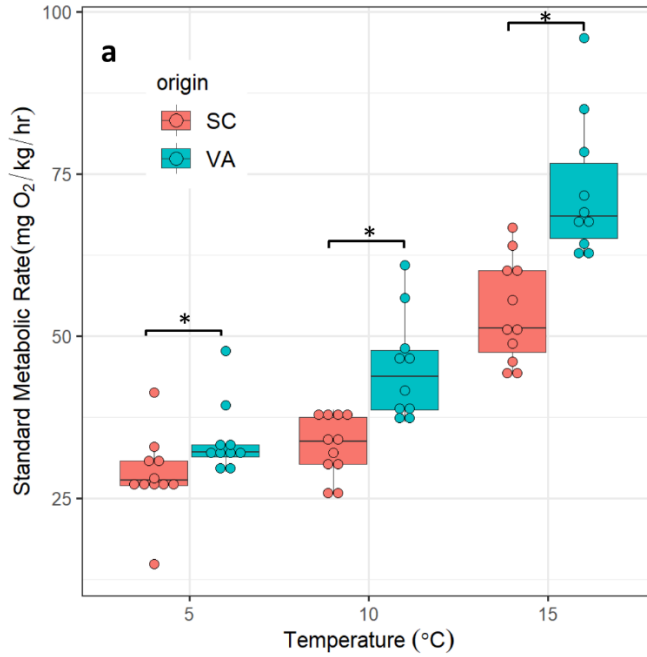 a
origin
SC
VA
100
75
50
25
Standard Metabolic Rate(mg O₂/kg/hr)
*
*
*
5
10
15
Temperature (°C)